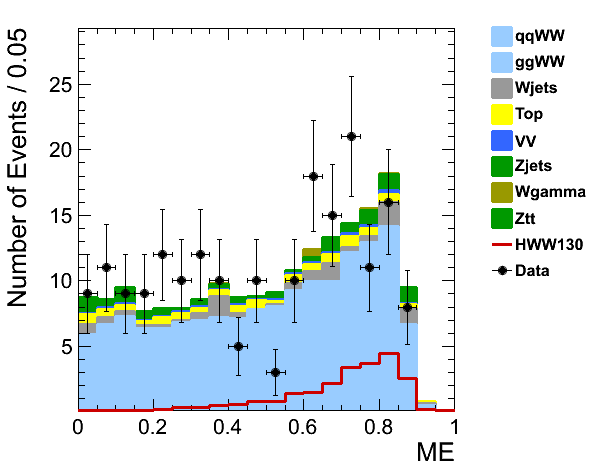 Number of Events / 0.05
25
20
15
10
5
0
0.2
0.4
0.6
0.8
1
ME
qqWW
ggWW
Wjets
Top
VV
Zjets
Wgamma
Ztt
HWW130
Data